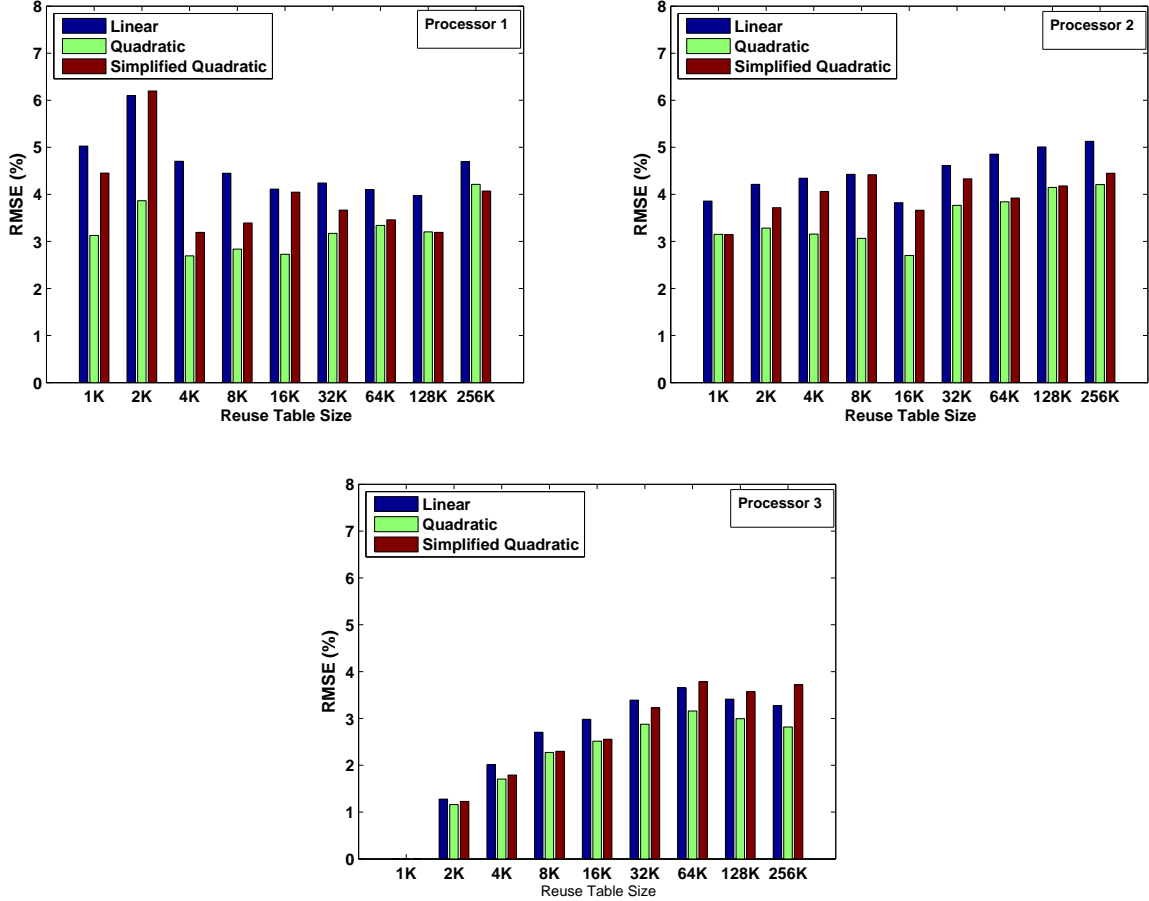 Processor 1
Linear
Quadratic
Simplified Quadratic
8
7
6
5
4
3
2
1
0
RMSE (%)
1K 2K 4K 8K 16K 32K 64K 128K 256K
Reuse Table Size
Processor 2
Linear
Quadratic
Simplified Quadratic
8
7
6
5
4
3
2
1
0
RMSE (%)
1K 2K 4K 8K 16K 32K 64K 128K 256K
Reuse Table Size
Processor 3
Linear
Quadratic
Simplified Quadratic
8
7
6
5
4
3
2
1
0
RMSE (%)
1K 2K 4K 8K 16K 32K 64K 128K 256K
Reuse Table Size